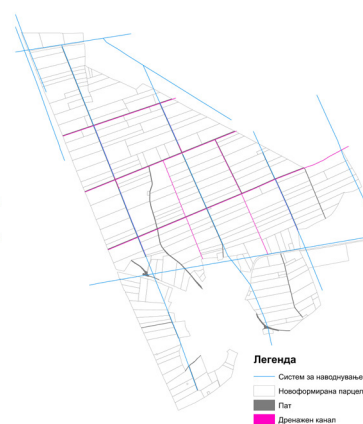 Легенда
Систем за наводнување
Новоформирана парцел
Пат
Дренажен канал